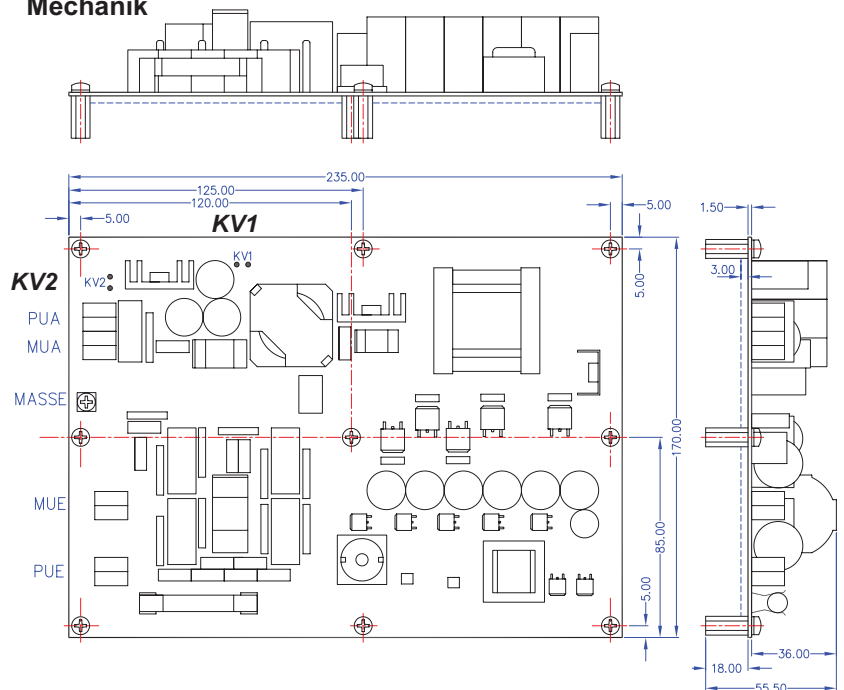 Mechanik
235.00
125.00
120.00
5.00
5.00
1.50
KV1
KV1
KV2
KV2
5.00
3.00
PUA
MUA
MASSE
170.00
MUE
85.00
PUE
5.00
36.00
18.00
55.50